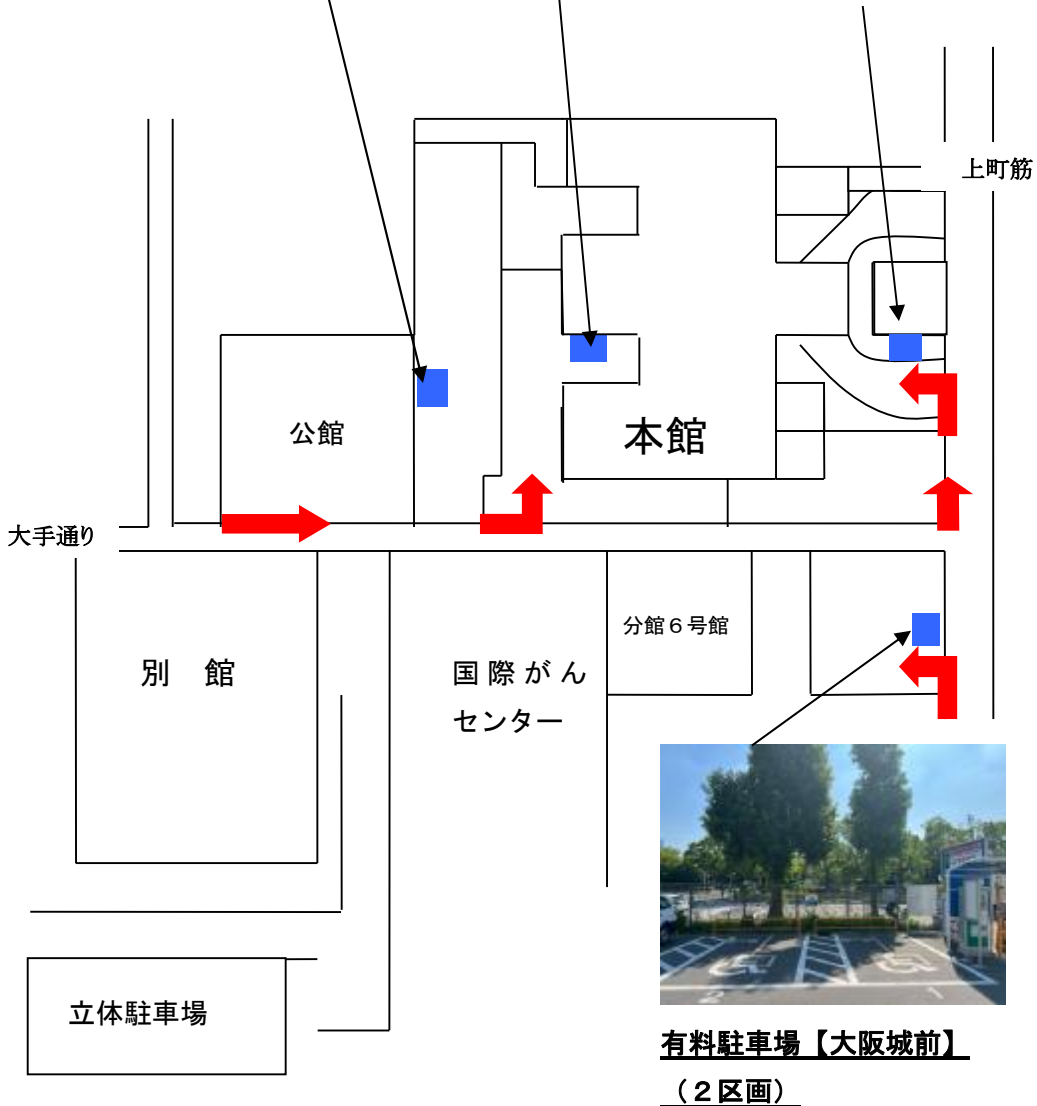 上町筋
公館
本館
大手通り
分館６号館
別　館
国 際 が ん
センター
2
1
立体駐車場
有料駐車場【大阪城前】
（２区画）